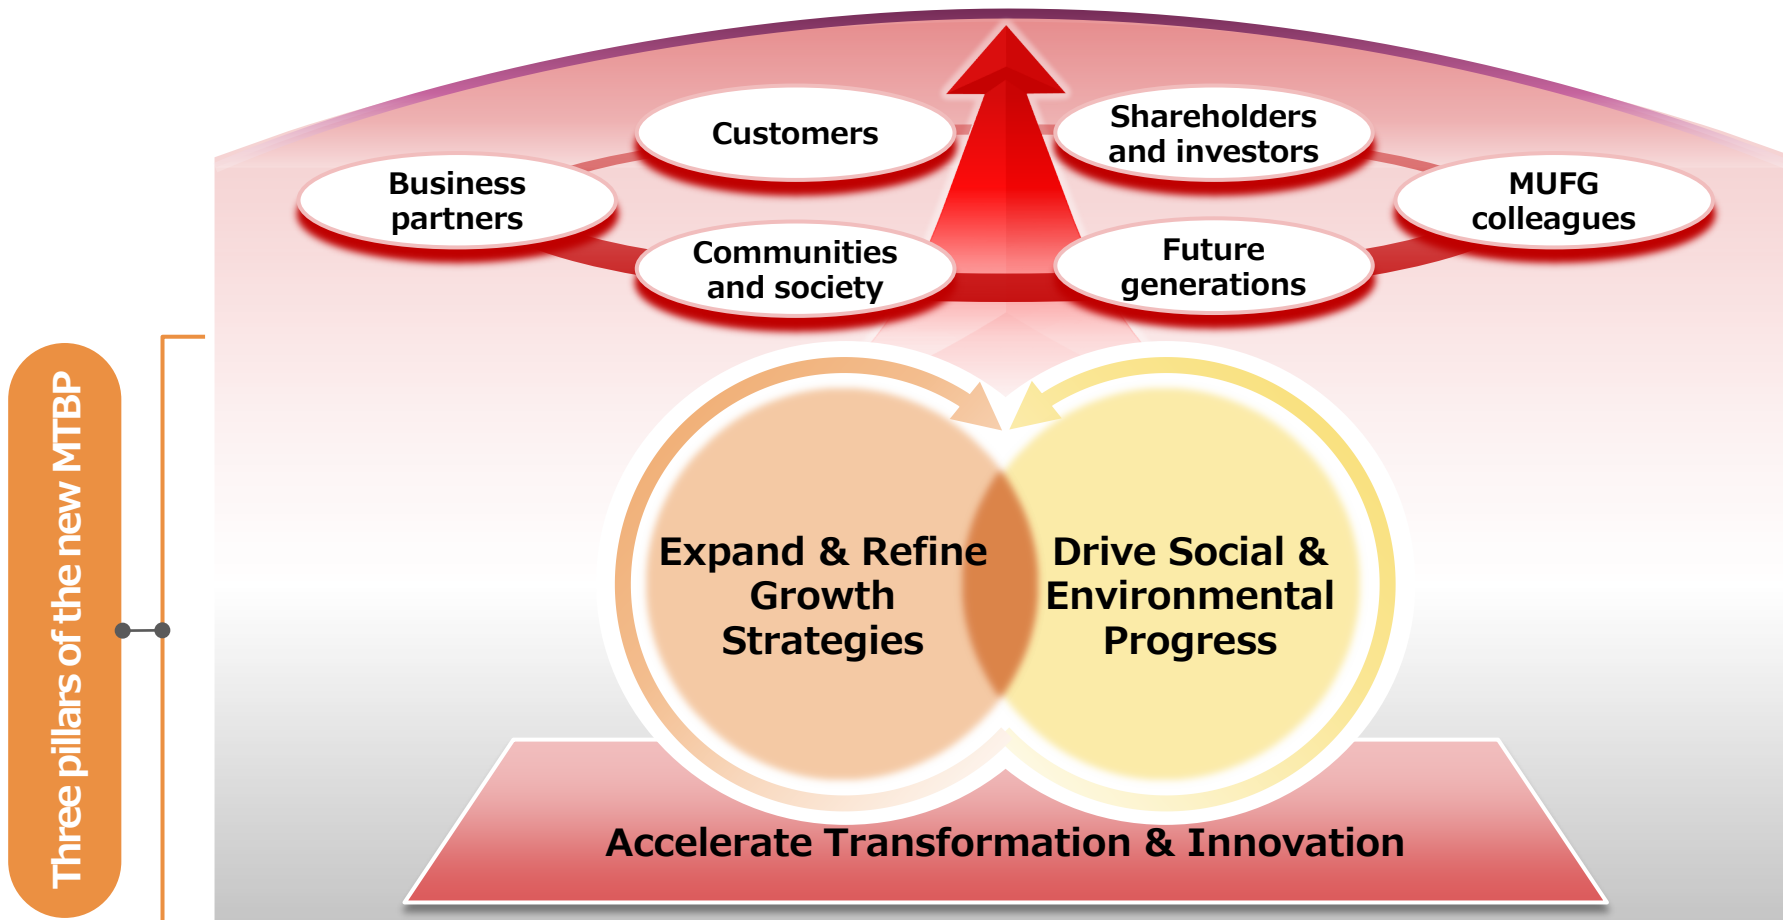 Customers
Shareholders
and investors
Business
partners
MUFG
colleagues
Communities
and society
Future
generations
Three pillars of the new MTBP
Expand & Refine
Growth
Strategies
Drive Social &
Environmental
Progress
Accelerate Transformation & Innovation